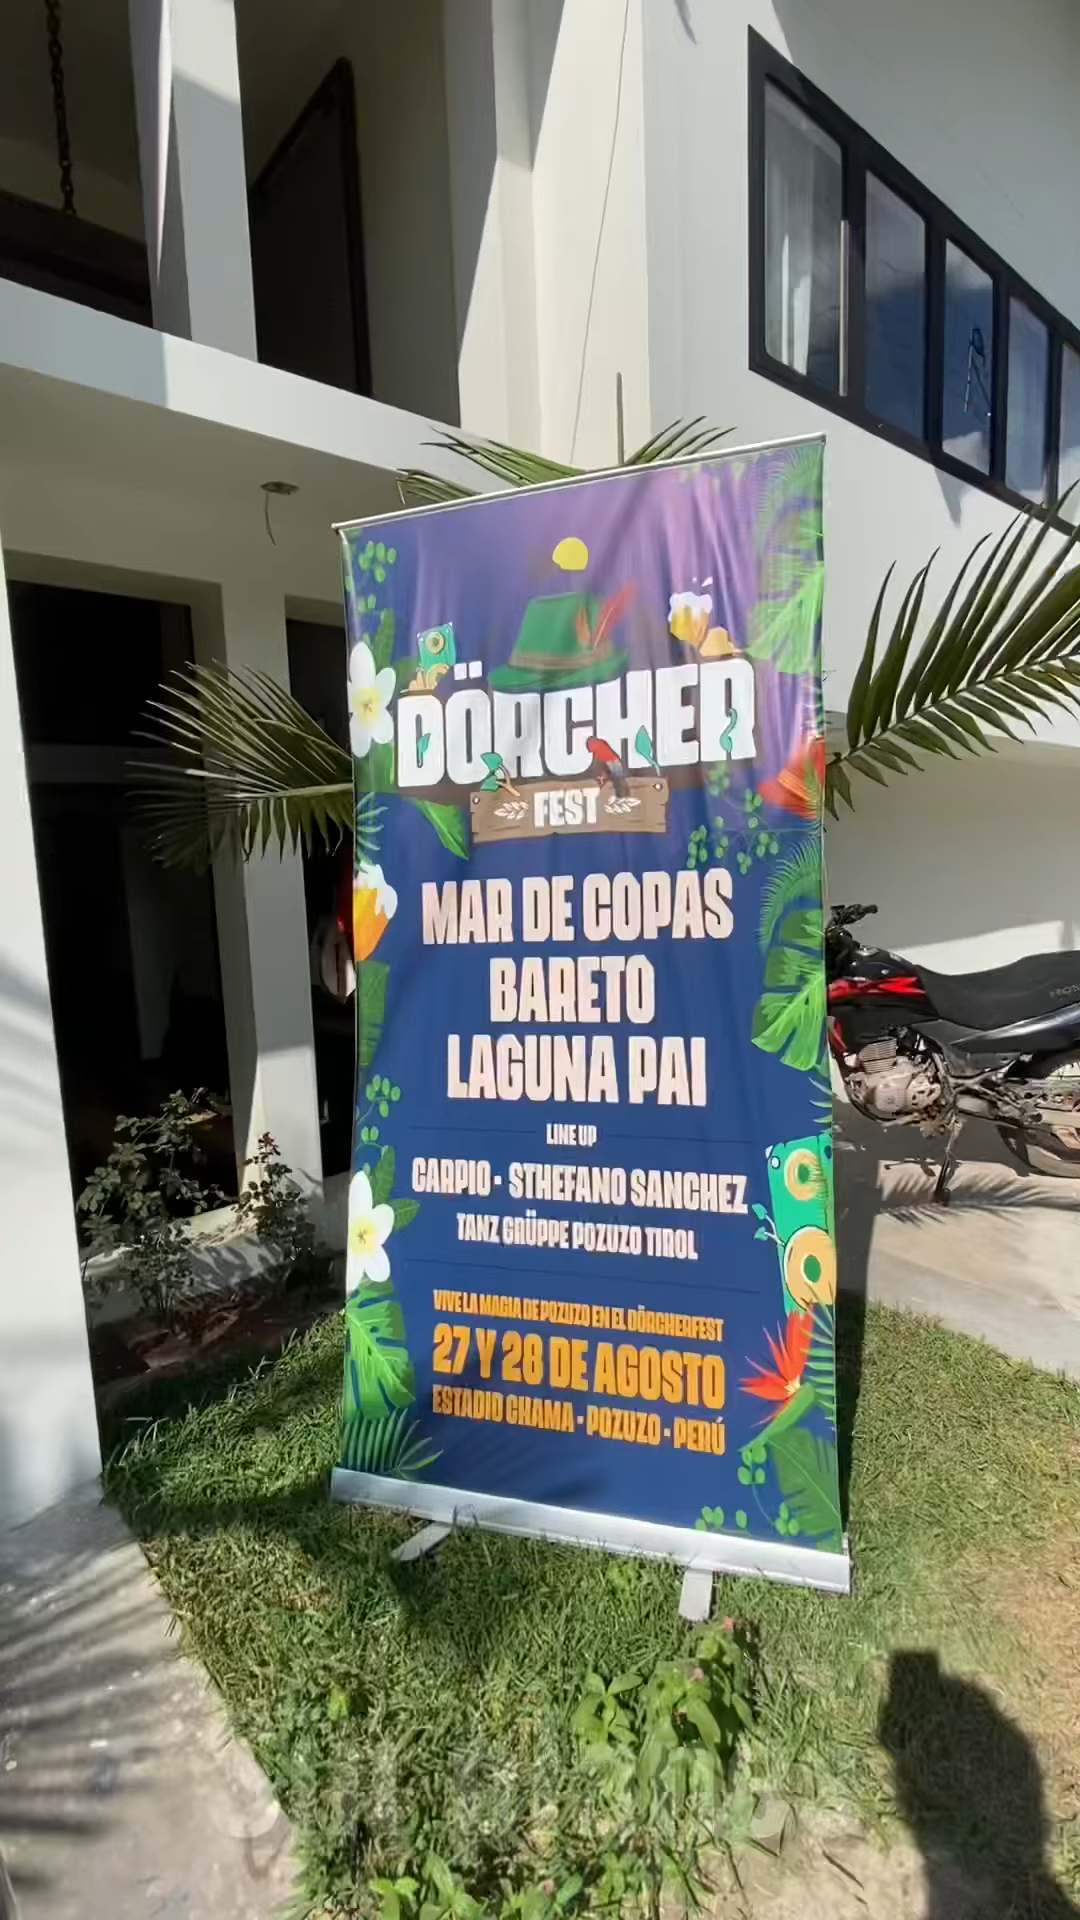 DÖRCHER
FEST
MAR DE COPAS
BARETO
LAGUNA PAI
LINE UP
CARPIO · STHEFANO SANCHEZ
TANZ GRÜPPE POZUZO TIROL
VIVE LA MAGIA DE POZUZO EN EL DÖRCHERFEST
27 Y 28 DE AGOSTO
ESTADIO CHAMA · POZUZO · PERÚ